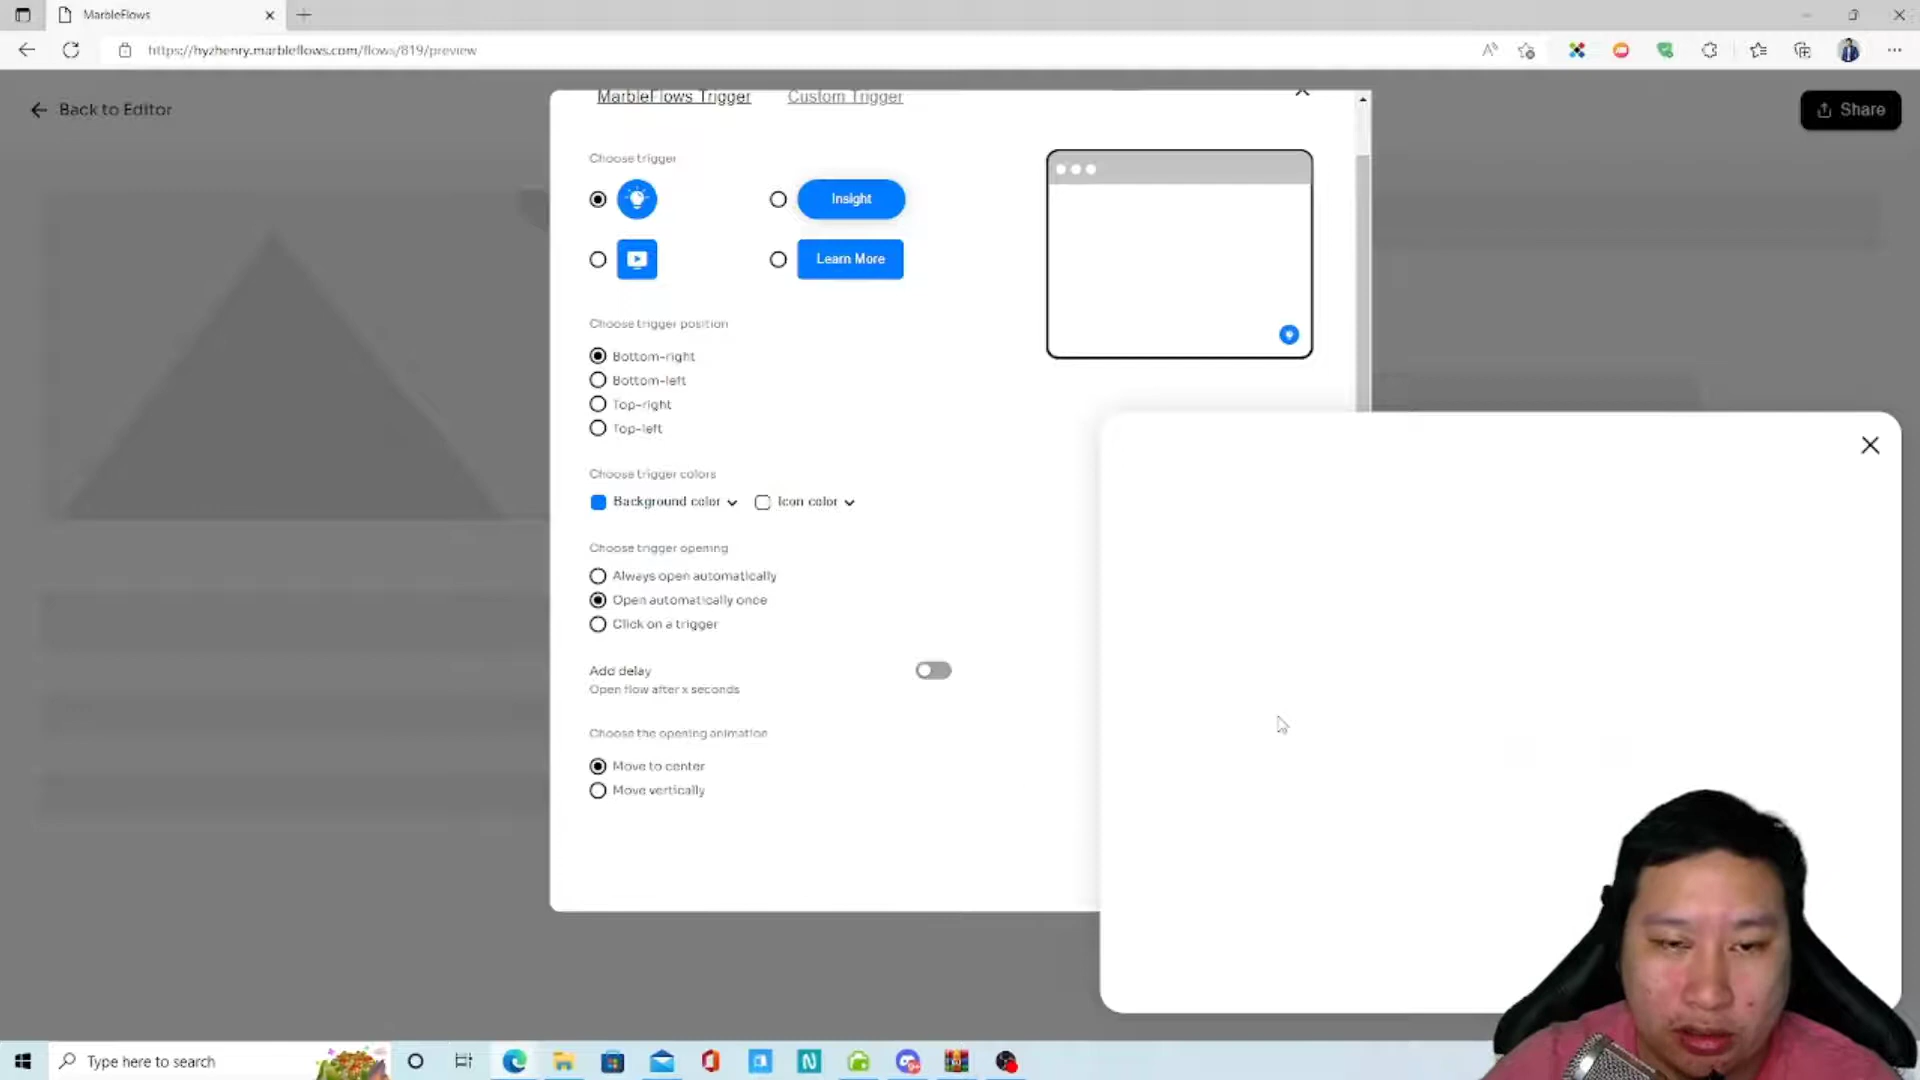 MarbleFlows
https://hyzhenry.marbleflows.com/flows/819/preview
Back to Editor
Share
MarbleFlows Trigger Custom Trigger
Choose trigger
Insight
Learn More
Choose trigger position
Bottom-right
Bottom-left
Top-right
Top-left
Choose trigger colors
Background color Icon color
Choose trigger opening
Always open automatically
Open automatically once
Click on a trigger
Add delay
Open flow after x seconds
Choose the opening animation
Move to center
Move vertically
Type here to search